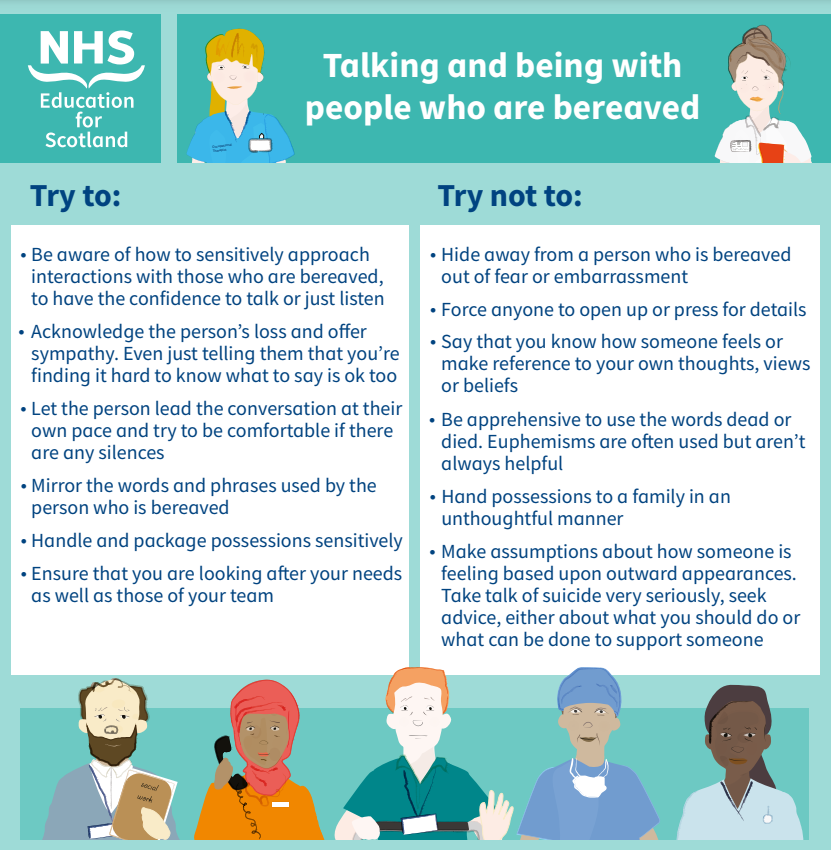 NHS
Education
for
Scotland
Talking and being with
people who are bereaved
Try to:
• Be aware of how to sensitively approach
interactions with those who are bereaved,
to have the confidence to talk or just listen
• Acknowledge the person's loss and offer
sympathy. Even just telling them that you're
finding it hard to know what to say is ok too
• Let the person lead the conversation at their
own pace and try to be comfortable if there
are any silences
• Mirror the words and phrases used by the
person who is bereaved
• Handle and package possessions sensitively
• Ensure that you are looking after your needs
as well as those of your team
Try not to:
• Hide away from a person who is bereaved
out of fear or embarrassment
• Force anyone to open up or press for details
• Say that you know how someone feels or
make reference to your own thoughts, views
or beliefs
• Be apprehensive to use the words dead or
died. Euphemisms are often used but aren't
always helpful
• Hand possessions to a family in an
unthoughtful manner
• Make assumptions about how someone is
feeling based upon outward appearances.
Take talk of suicide very seriously, seek
advice, either about what you should do or
what can be done to support someone
social
work